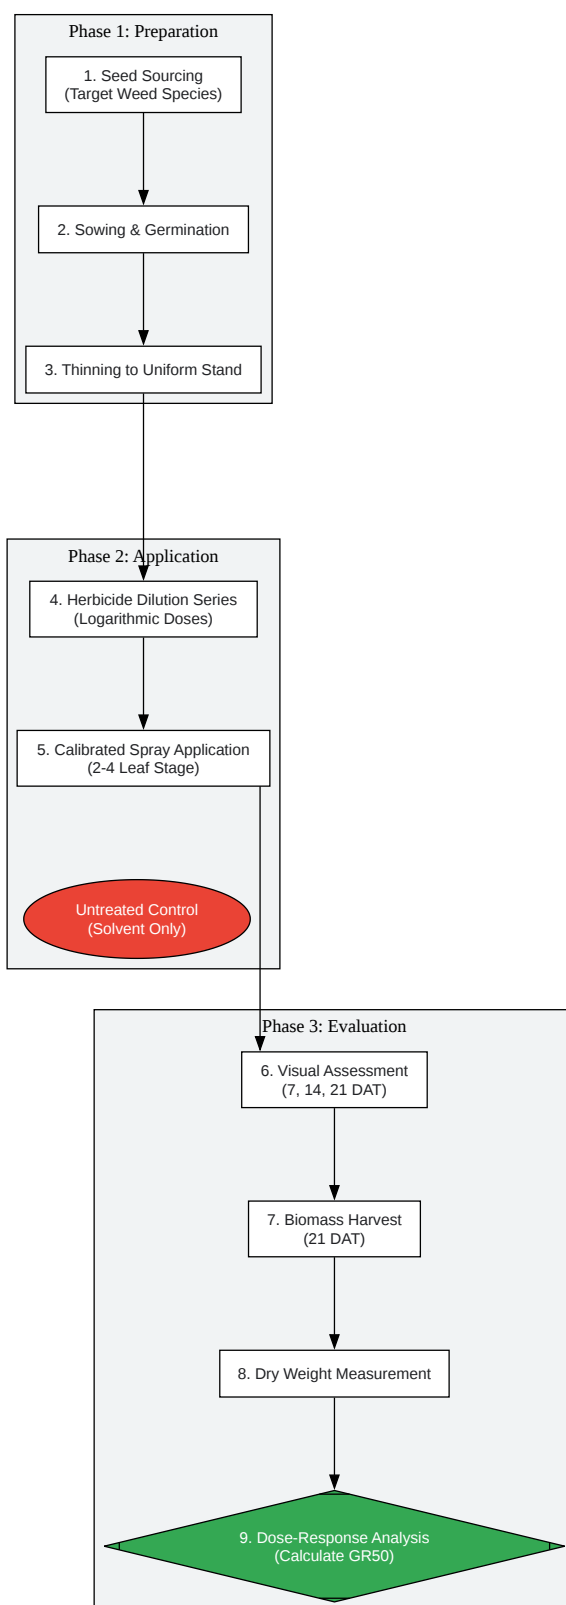 Phase 1: Preparation
1. Seed Sourcing
(Target Weed Species)
2. Sowing & Germination
3. Thinning to Uniform Stand
Phase 2: Application
4. Herbicide Dilution Series
(Logarithmic Doses)
5. Calibrated Spray Application
(2-4 Leaf Stage)
Untreated Control
(Solvent Only)
Phase 3: Evaluation
6. Visual Assessment
(7, 14, 21 DAT)
7. Biomass Harvest
(21 DAT)
8. Dry Weight Measurement
9. Dose-Response Analysis
(Calculate GR50)